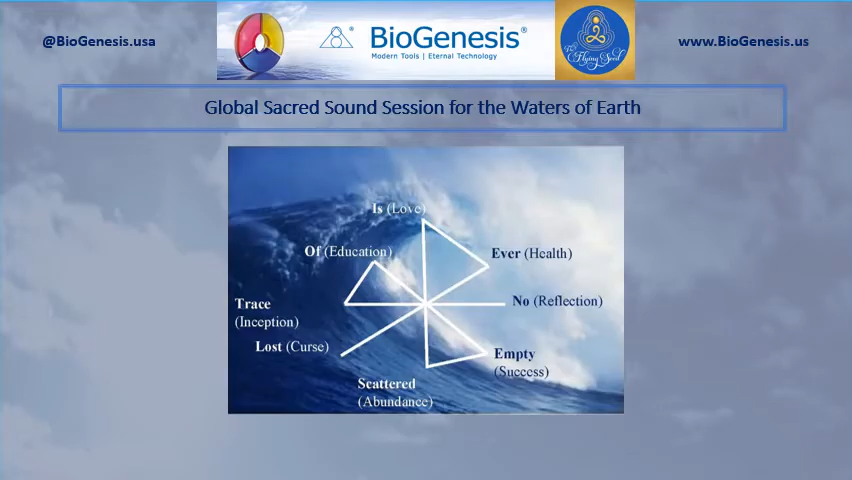 @BioGenesis.usa
BioGenesis®
Modern Tools | Eternal Technology
The Flying Seed
www.BioGenesis.us
Global Sacred Sound Session for the Waters of Earth
Is (Love)
Of (Education)
Ever (Health)
Trace
(Inception)
No (Reflection)
Lost (Curse)
Empty
(Success)
Scattered
(Abundance)